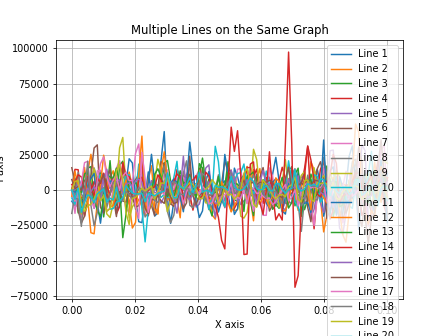 Multiple Lines on the Same Graph
100000
75000
50000
25000
0
−25000
−50000
−75000
0.00
0.02
0.04
0.06
X axis
Line 1
Line 2
Line 3
Line 4
Line 5
Line 6
Line 7
Line 8
Line 9
Line 10
Line 11
Line 12
Line 13
Line 14
Line 15
Line 16
Line 17
Line 18
Line 19
Line 20